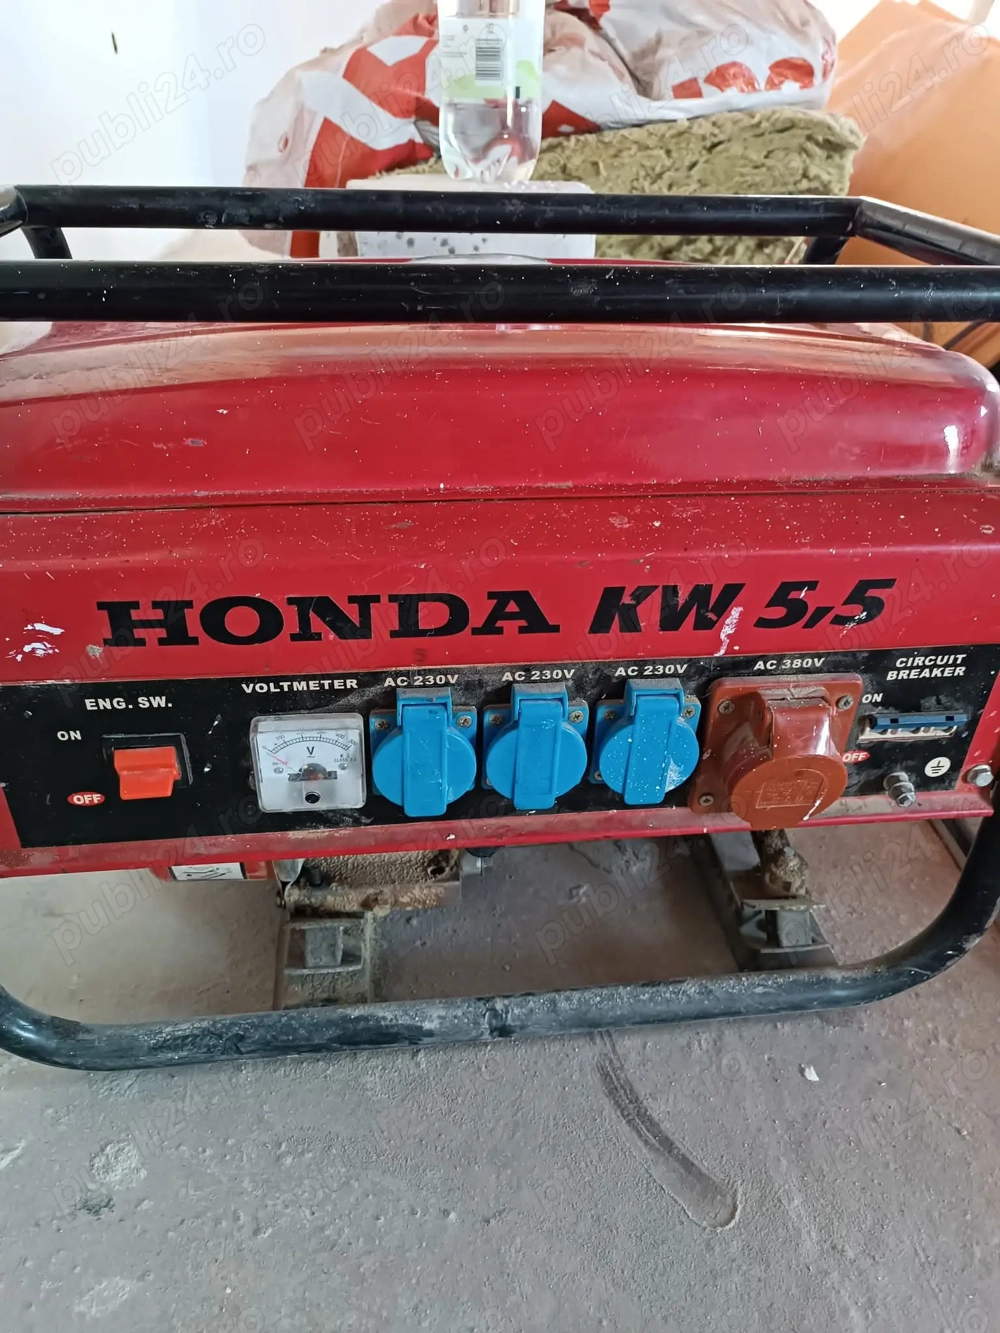 HONDA KW 5,5
ENG. SW.
ON
OFF
VOLTMETER
V
AC 230V
AC 230V
AC 230V
AC 380V
CIRCUIT
BREAKER
ON
OFF
publi24.ro